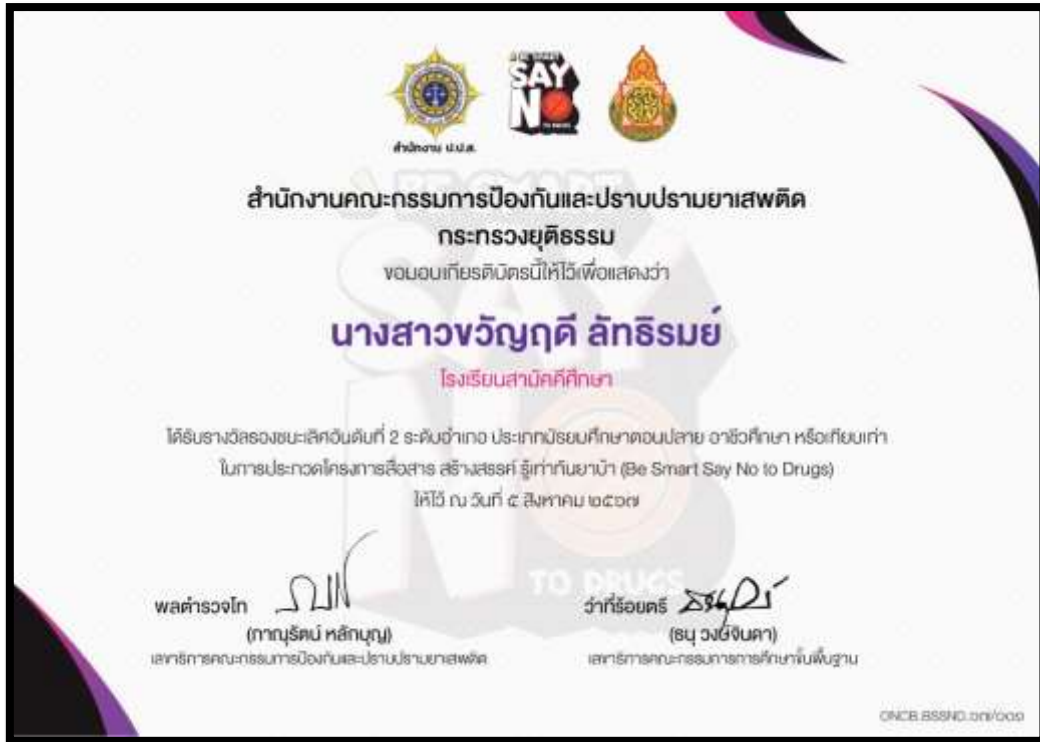 BE SMART
SAY
NO
TO DRUGS
สำนักงาน ป.ป.ส.
สำนักงานคณะกรรมการป้องกันและปราบปรามยาเสพติด
กระทรวงยุติธรรม
ขอมอบเกียรติบัตรนี้ให้ไว้เพื่อแสดงว่า
นางสาวขวัญฤดี ลัทธิรมย์
โรงเรียนสามัคคีศึกษา
ได้รับรางวัลรองชนะเลิศอันดับที่ 2 ระดับอำเภอ ประเภทมัธยมศึกษาตอนปลาย อาชีวศึกษา หรือเทียบเท่า
ในการประกวดโครงการสื่อสาร สร้างสรรค์ รู้เท่าทันยาบ้า (Be Smart Say No to Drugs)
ให้ไว้ ณ วันที่ ๕ สิงหาคม ๒๕๖๗
พลตำรวจโท
(ภาณุรัตน์ หลักบุญ)
เลขาธิการคณะกรรมการป้องกันและปราบปรามยาเสพติด
ว่าที่ร้อยตรี
(ธนุ วงษ์จินดา)
เลขาธิการคณะกรรมการการศึกษาขั้นพื้นฐาน